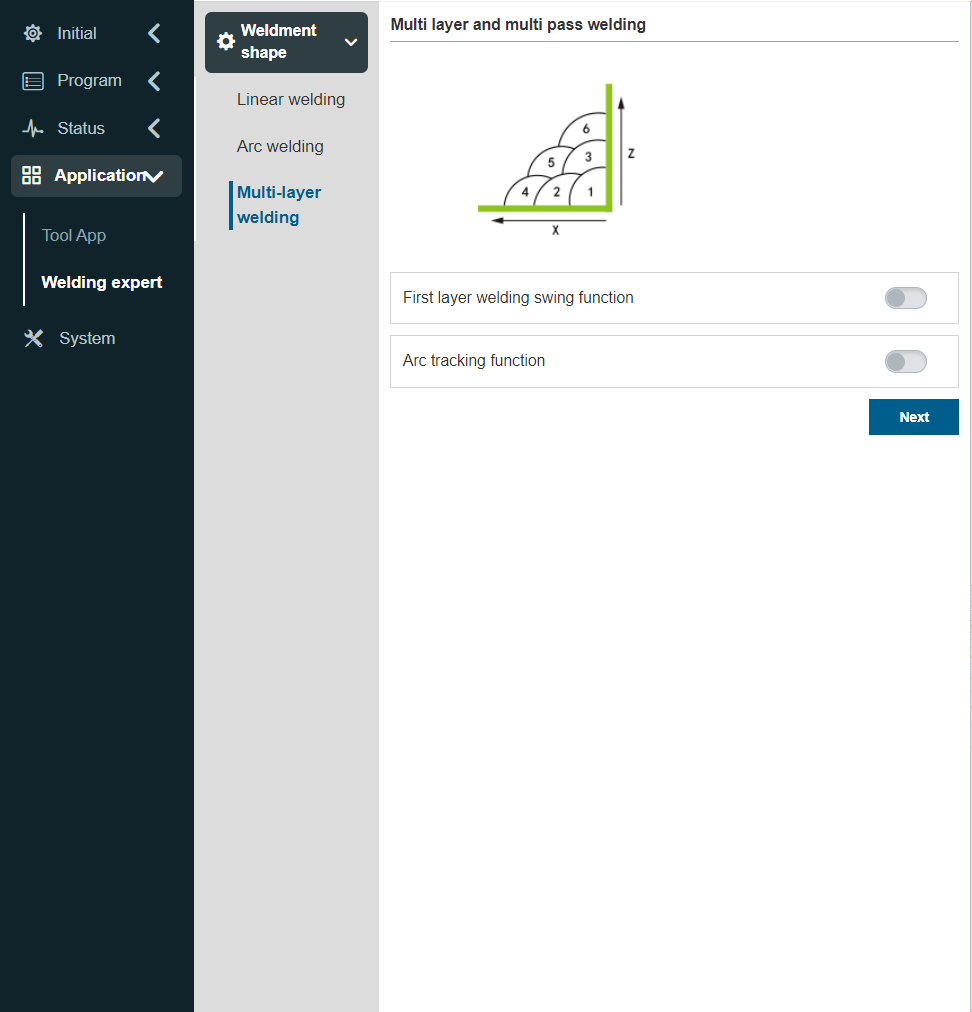 Initial
Program
Status
Application
Tool App
Welding expert
System
Weldment
shape
Linear welding
Arc welding
Multi-layer
welding
Multi layer and multi pass welding
6
5
3
4
2
1
Z
X
First layer welding swing function
Arc tracking function
Next